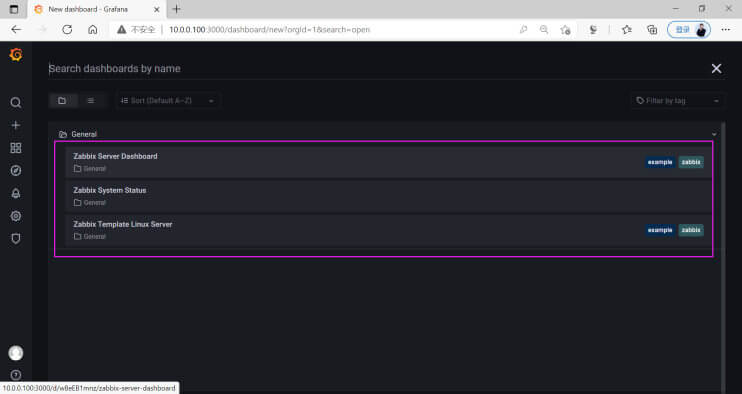 New dashboard - Grafana
不安全 10.0.0.100:3000/dashboard/new?orgId=1&search=open
登录
Search dashboards by name
Sort (Default A–Z)
Filter by tag
General
Zabbix Server Dashboard
General
example zabbix
Zabbix System Status
General
Zabbix Template Linux Server
General
example zabbix
10.0.0.100:3000/d/w8eEB1mnz/zabbix-server-dashboard